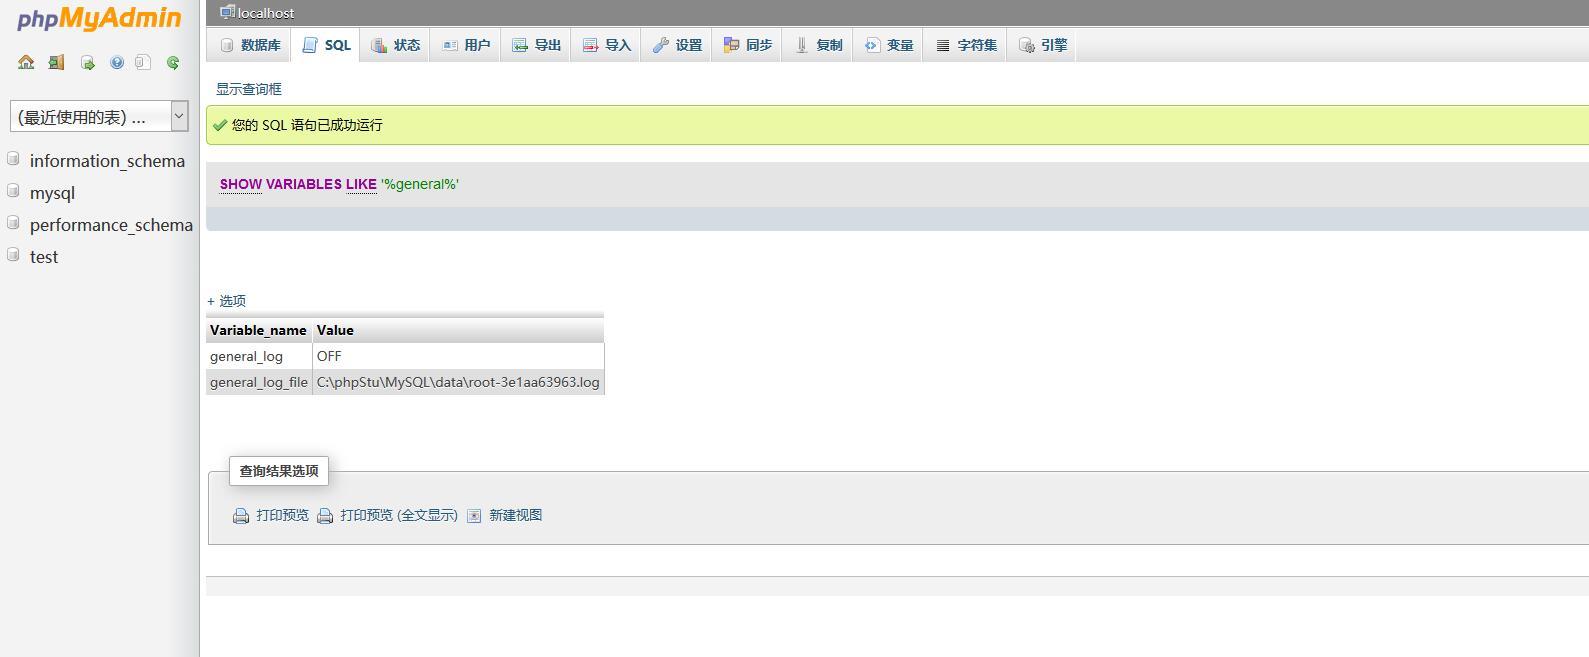 phpMyAdmin
(最近使用的表) ...
information_schema
mysql
performance_schema
test
localhost
数据库 SQL 状态 用户 导出 导入 设置 同步 复制 变量 字符集 引擎
显示查询框
您的 SQL 语句已成功运行
SHOW VARIABLES LIKE '%general%'
+ 选项
Variable_name Value
general_log OFF
general_log_file C:\phpStu\MySQL\data\root-3e1aa63963.log
查询结果选项
打印预览 打印预览 (全文显示) 新建视图